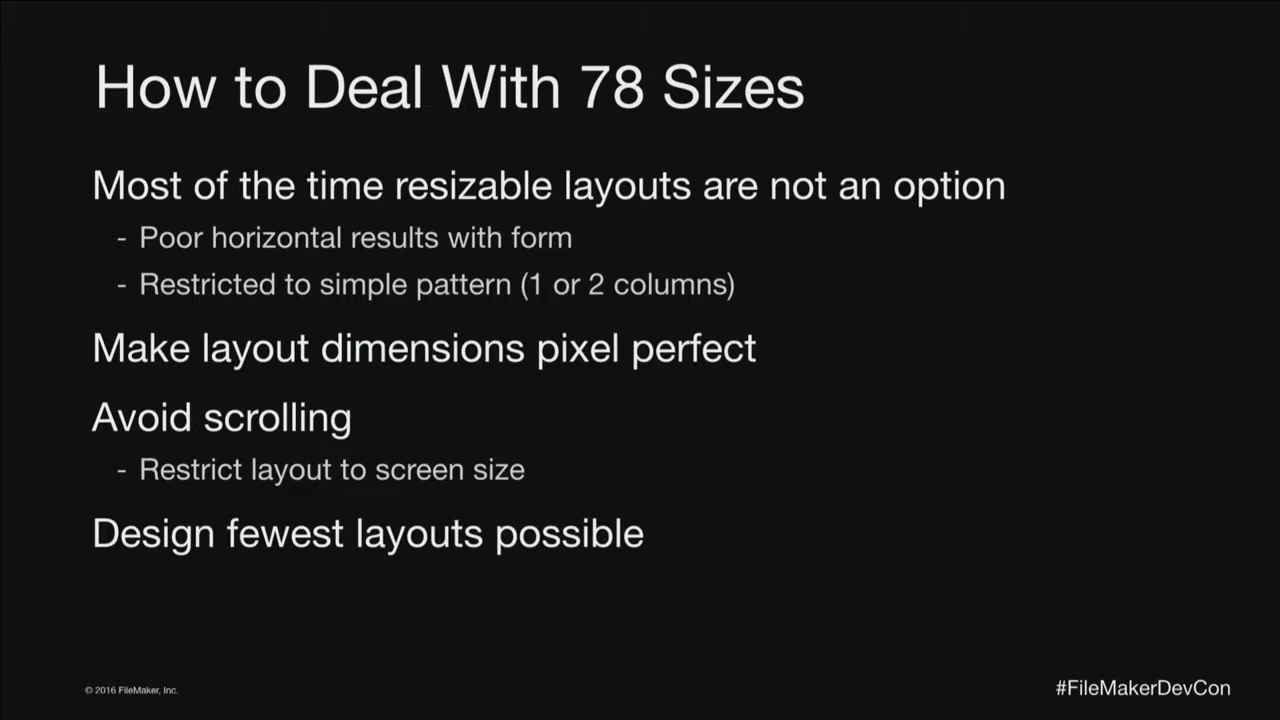 How to Deal With 78 Sizes
Most of the time resizable layouts are not an option
- Poor horizontal results with form
- Restricted to simple pattern (1 or 2 columns)
Make layout dimensions pixel perfect
Avoid scrolling
- Restrict layout to screen size
Design fewest layouts possible
© 2016 FileMaker, Inc.
#FileMakerDevCon